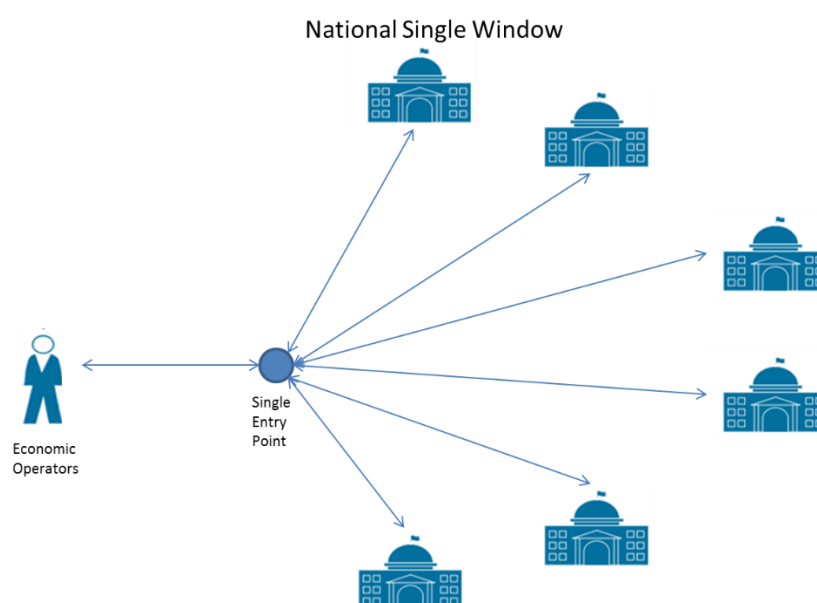 National Single Window
Single
Entry
Point
Economic
Operators